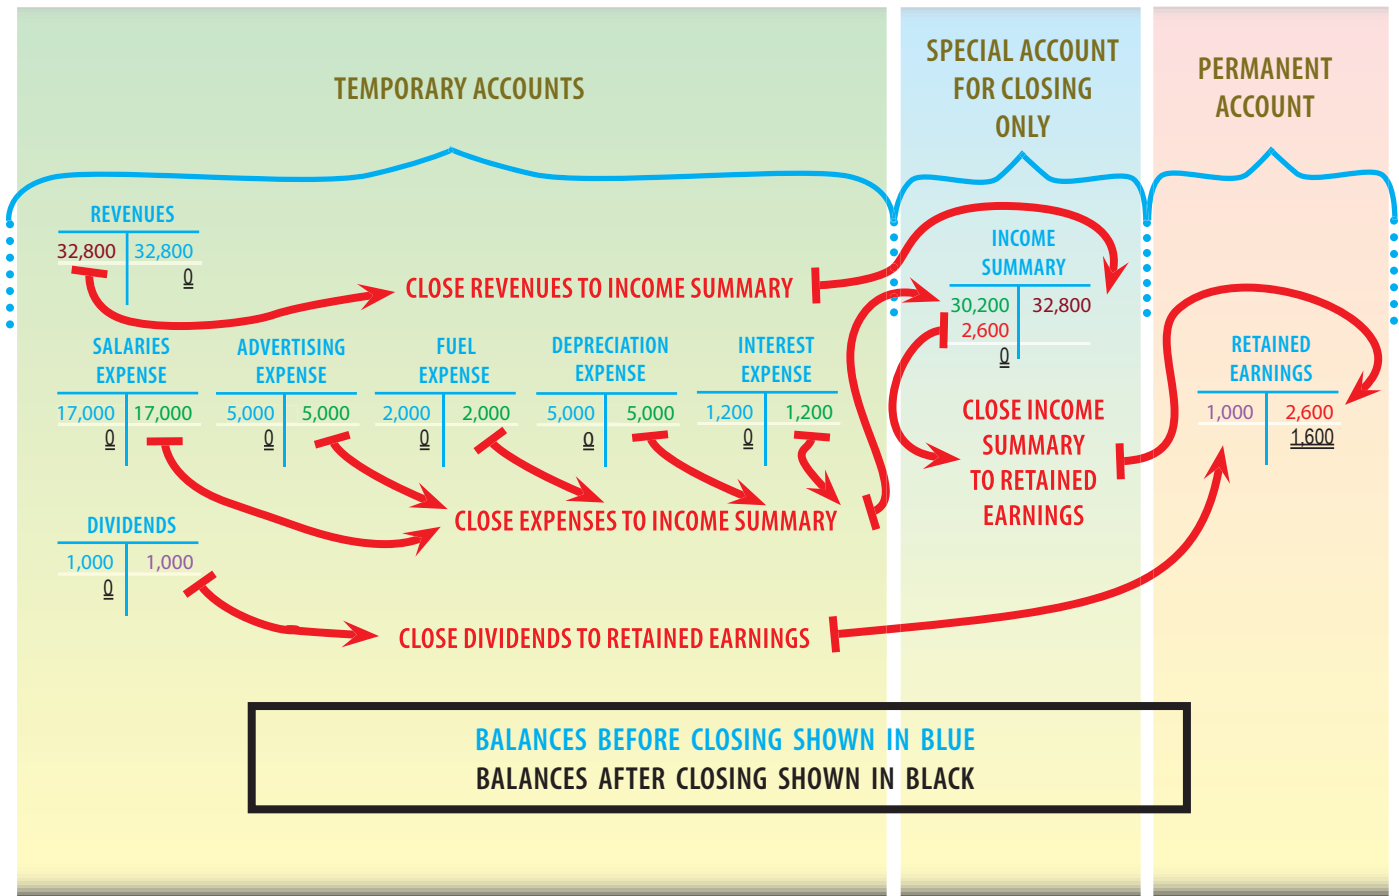 TEMPORARY ACCOUNTS
SPECIAL ACCOUNT
FOR CLOSING
ONLY
PERMANENT
ACCOUNT
REVENUES
32,800 32,800
0
CLOSE REVENUES TO INCOME SUMMARY
INCOME
SUMMARY
30,200 32,800
2,600
0
SALARIES
EXPENSE
17,000 17,000
0
ADVERTISING
EXPENSE
5,000 5,000
0
FUEL
EXPENSE
2,000 2,000
0
DEPRECIATION
EXPENSE
5,000 5,000
0
INTEREST
EXPENSE
1,200 1,200
0
RETAINED
EARNINGS
1,000 2,600
1,600
CLOSE INCOME
SUMMARY
TO RETAINED
EARNINGS
CLOSE EXPENSES TO INCOME SUMMARY
DIVIDENDS
1,000 1,000
0
CLOSE DIVIDENDS TO RETAINED EARNINGS
BALANCES BEFORE CLOSING SHOWN IN BLUE
BALANCES AFTER CLOSING SHOWN IN BLACK